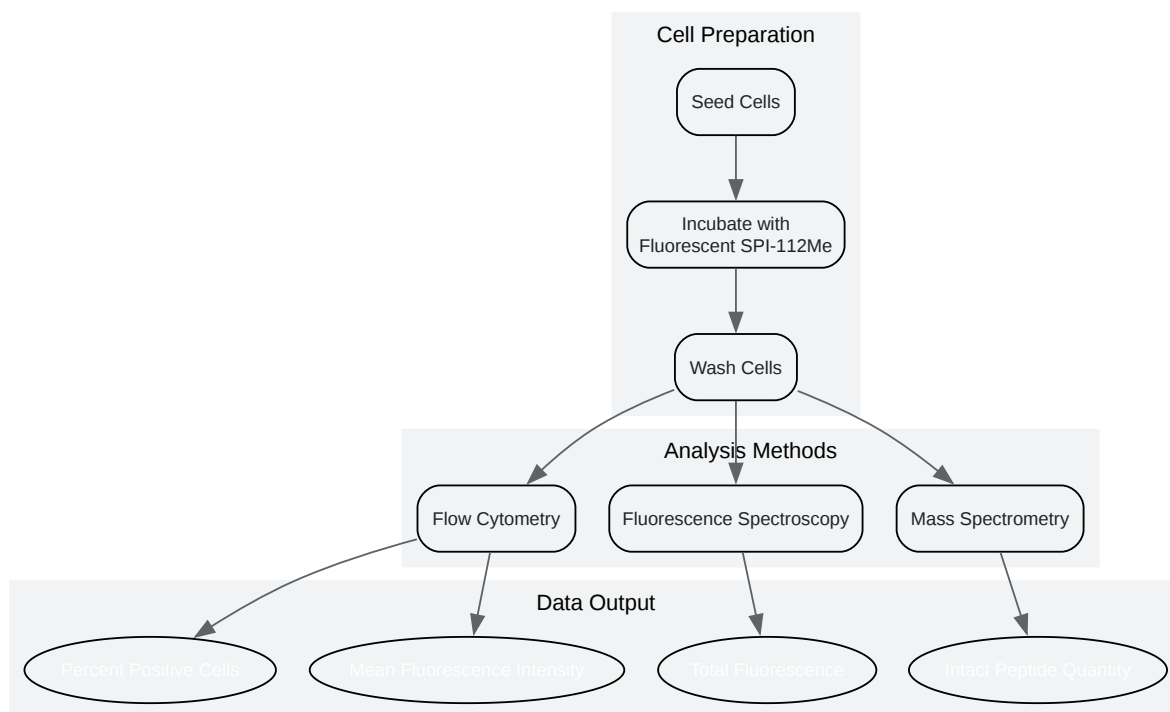 Cell Preparation
Seed Cells
Incubate with
Fluorescent SPI-112Me
Wash Cells
Analysis Methods
Flow Cytometry
Fluorescence Spectroscopy
Mass Spectrometry
Data Output
Percent Positive Cells
Mean Fluorescence Intensity
Total Fluorescence
Intact Peptide Quantity